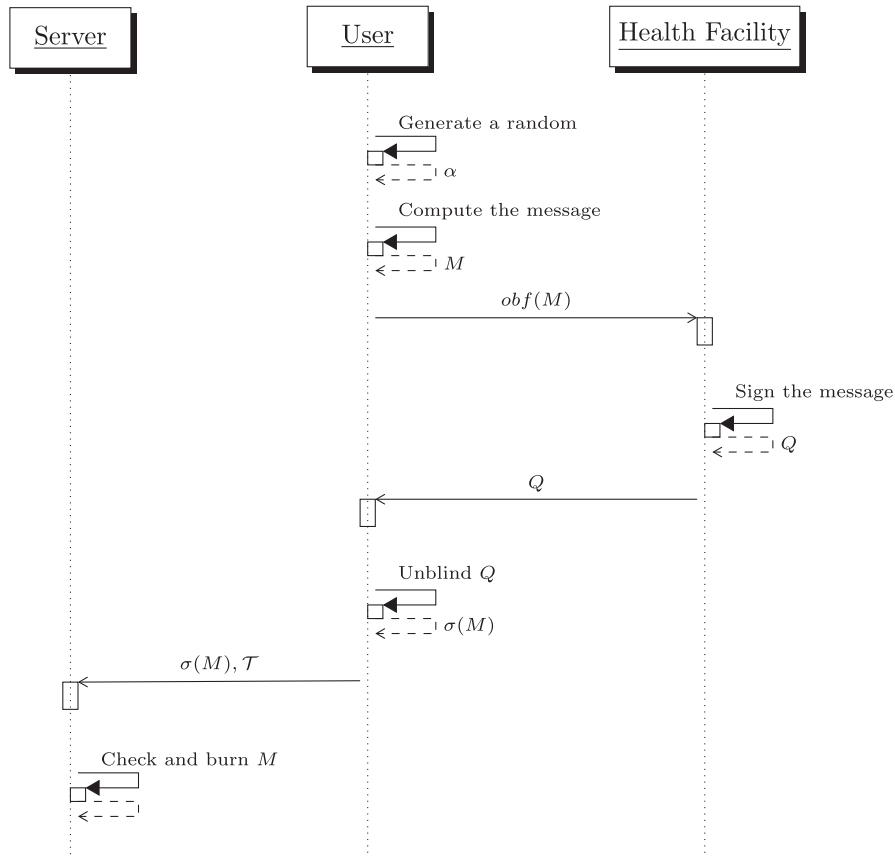 Server
User
Health Facility
Generate a random
α
Compute the message
M
obf(M)
Sign the message
Q
Q
Unblind Q
σ(M)
σ(M), 𝒯
Check and burn M